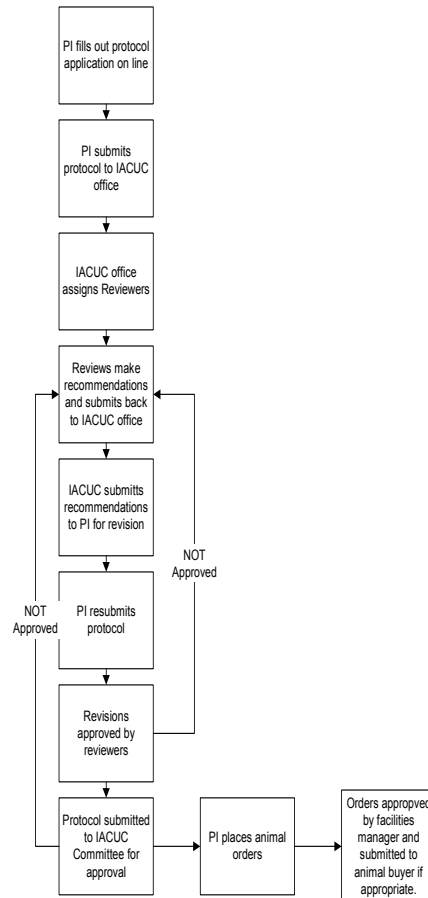 PI fills out protocol
application on line
PI submits
protocol to IACUC
office
IACUC office
assigns Reviewers
Reviews make
recommendations
and submits back
to IACUC office
IACUC submitts
recommendations
to PI for revision
NOT
Approved
NOT
Approved
PI resubmits
protocol
Revisions
approved by
reviewers
Protocol submitted
to IACUC
Committee for
approval
PI places animal
orders
Orders appropved
by facilities
manager and
submitted to
animal buyer if
appropriate.